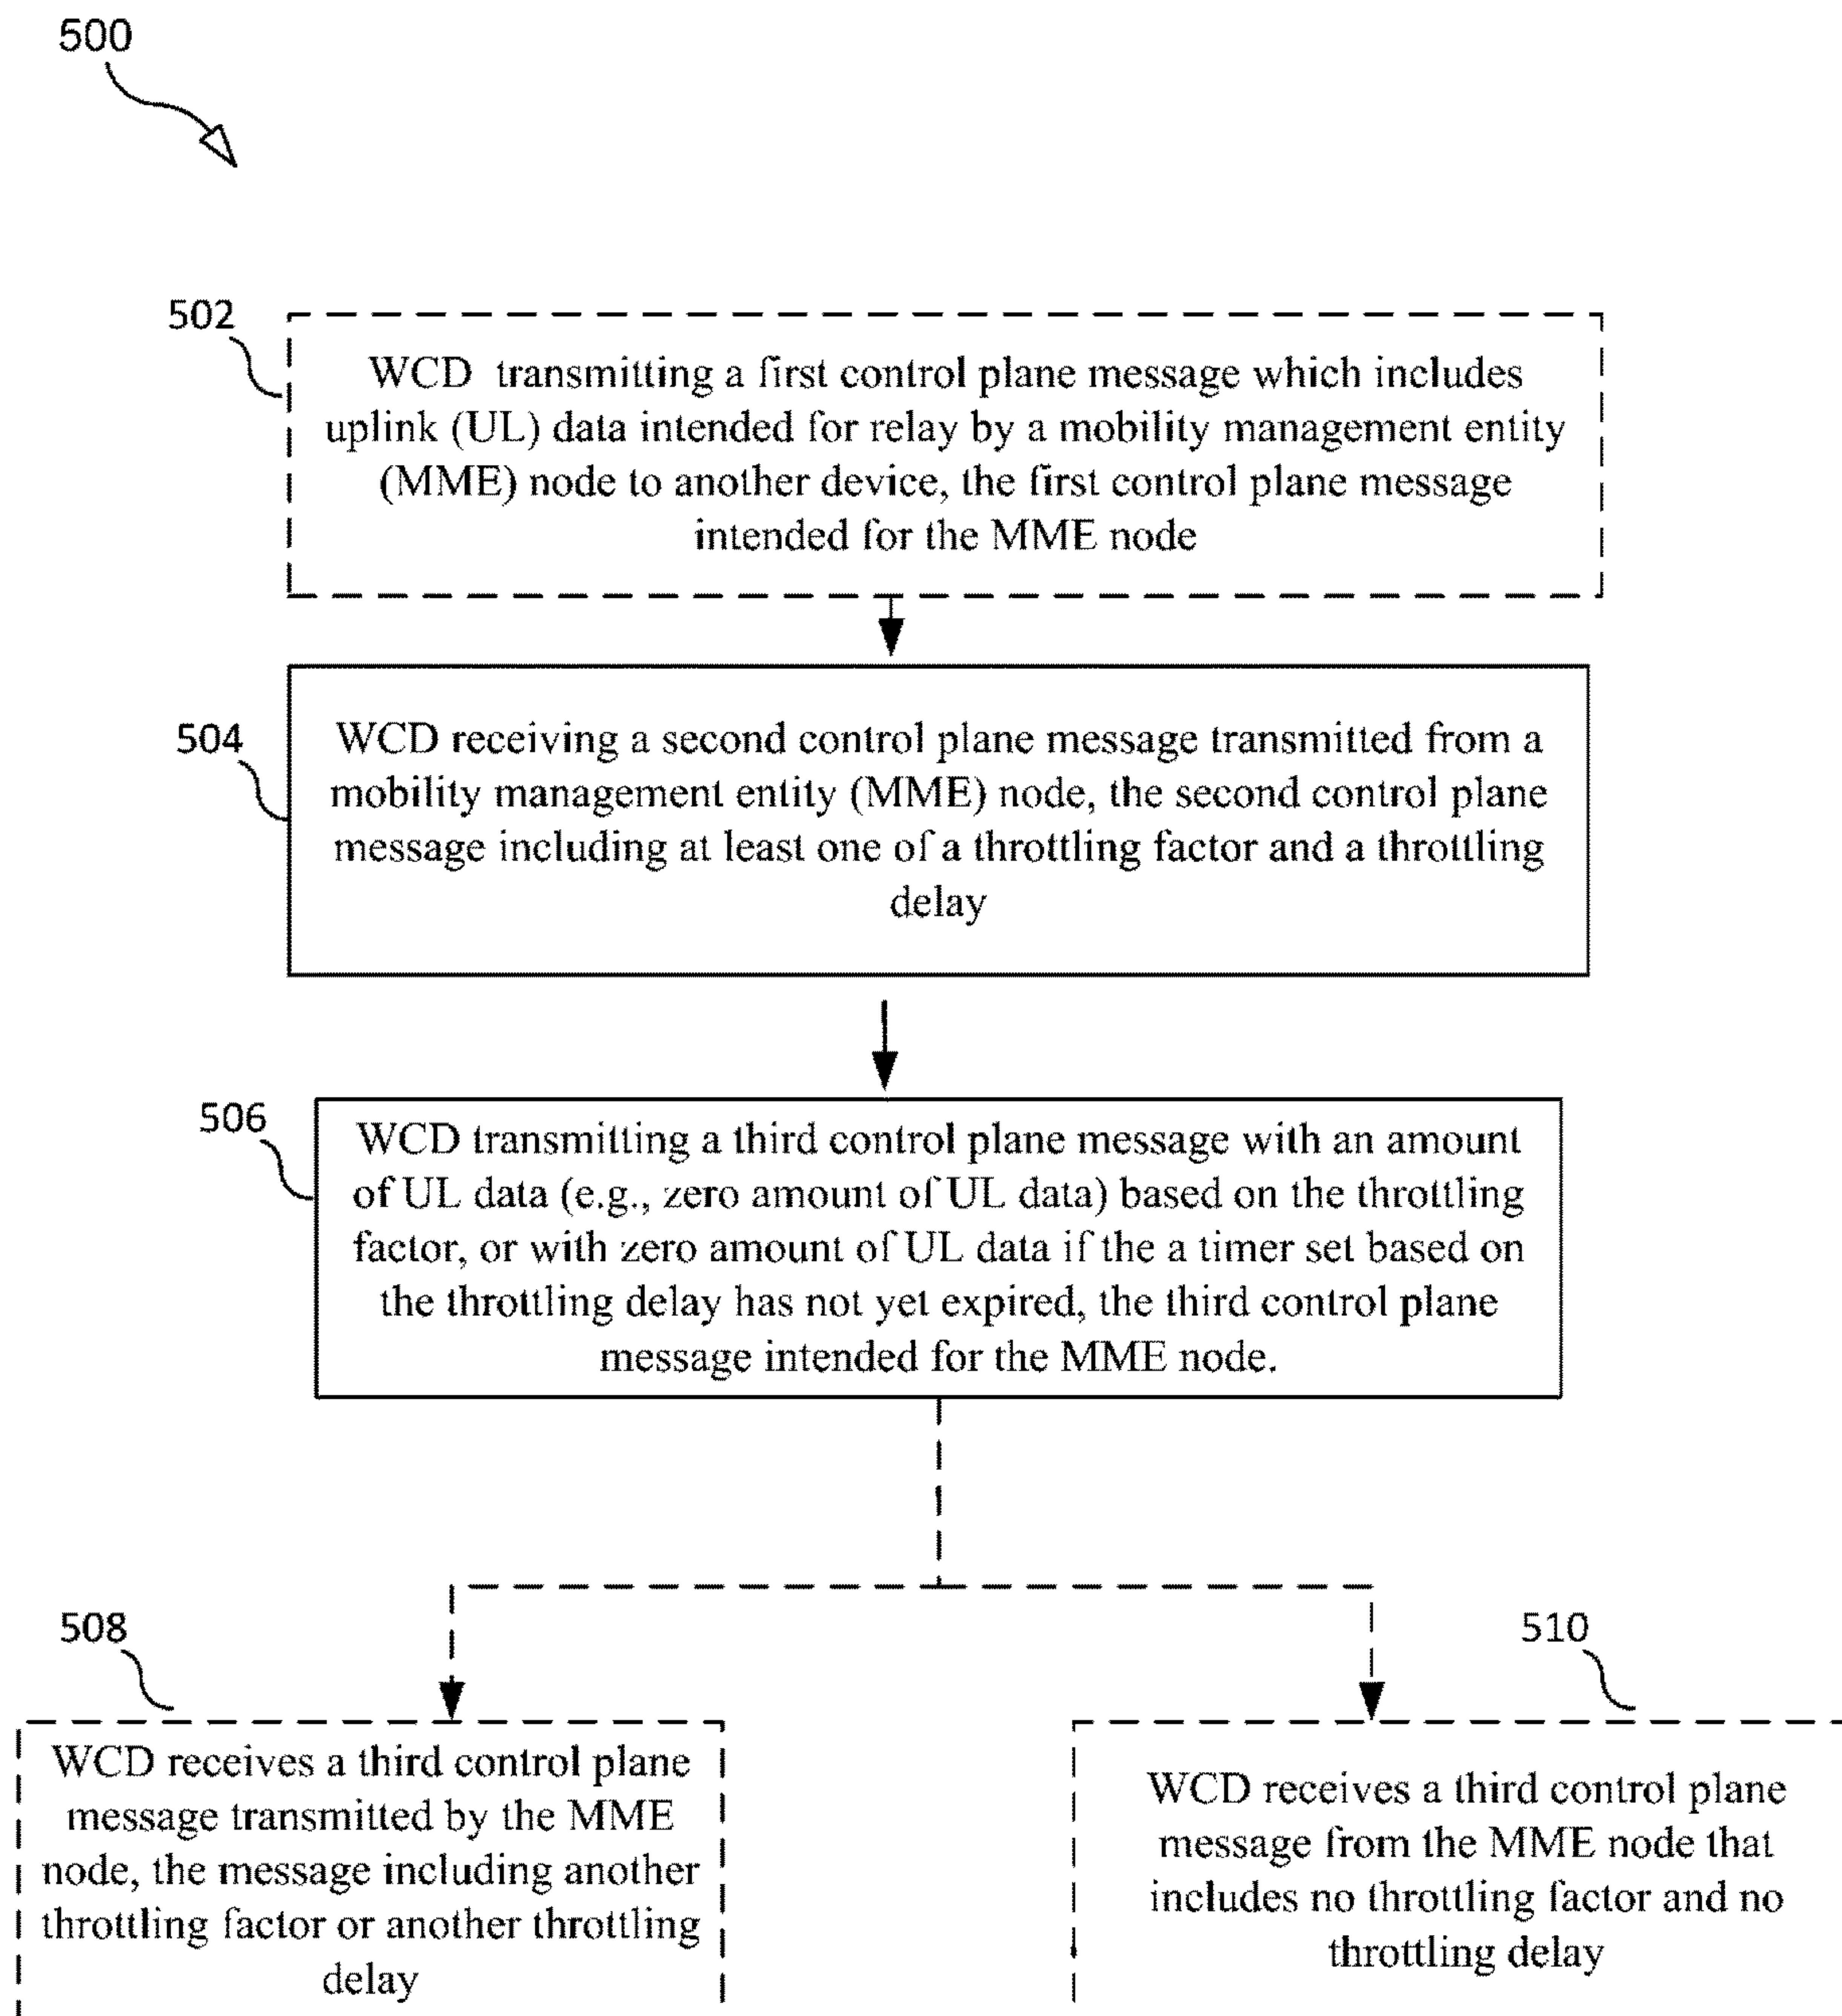 500
502
WCD transmitting a first control plane message which includes
uplink (UL) data intended for relay by a mobility management entity
(MME) node to another device, the first control plane message
intended for the MME node
504
WCD receiving a second control plane message transmitted from a
mobility management entity (MME) node, the second control plane
message including at least one of a throttling factor and a throttling
delay
506
WCD transmitting a third control plane message with an amount
of UL data (e.g., zero amount of UL data) based on the throttling
factor, or with zero amount of UL data if the a timer set based on
the throttling delay has not yet expired, the third control plane
message intended for the MME node.
508
WCD receives a third control plane
message transmitted by the MME
node, the message including another
throttling factor or another throttling
delay
510
WCD receives a third control plane
message from the MME node that
includes no throttling factor and no
throttling delay